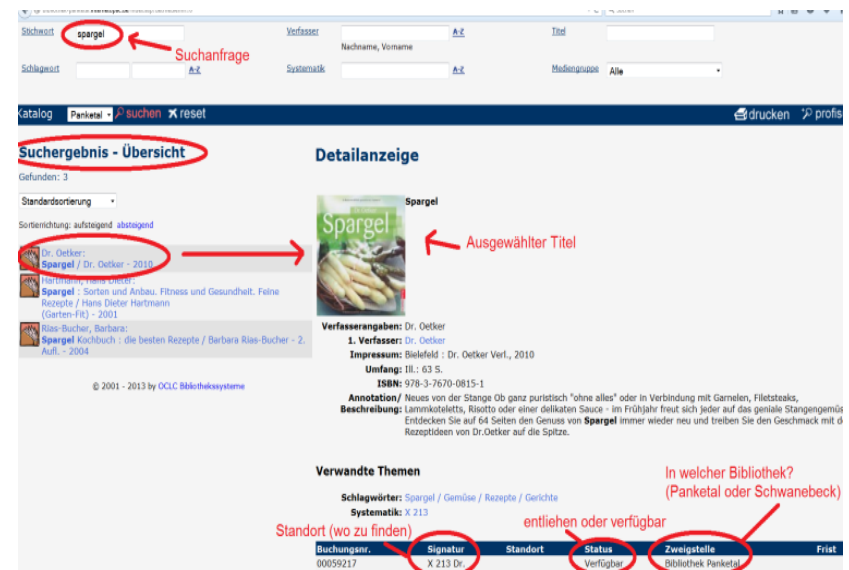 Stichwort spargel Verfasser A-Z Titel
Nachname, Vorname
Suchanfrage
Schlagwort A-Z Systematik A-Z Mediengruppe Alle
Katalog Panketal suchen reset drucken profis
Suchergebnis - Übersicht
Gefunden: 3
Standardsortierung
Sortierrichtung: aufsteigend absteigend
Dr. Oetker:
Spargel / Dr. Oetker - 2010
Hartmann, Hans Dieter:
Spargel : Sorten und Anbau. Fitness und Gesundheit. Feine
Rezepte / Hans Dieter Hartmann
(Garten-Fit) - 2001
Rias-Bucher, Barbara:
Spargel Kochbuch : die besten Rezepte / Barbara Rias-Bucher - 2.
Aufl. - 2004
© 2001 - 2013 by OCLC Bibliothekssysteme
Detailanzeige
Spargel
Spargel
Ausgewählter Titel
Verfasserangaben: Dr. Oetker
1. Verfasser: Dr. Oetker
Impressum: Bielefeld : Dr. Oetker Verl., 2010
Umfang: Ill.: 63 S.
ISBN: 978-3-7670-0815-1
Annotation/ Neues von der Stange Ob ganz puristisch "ohne alles" oder in Verbindung mit Garnelen, Filetsteaks,
Beschreibung: Lammkoteletts, Risotto oder einer delikaten Sauce - im Frühjahr freut sich jeder auf das geniale Stangengemüs
Entdecken Sie auf 64 Seiten den Genuss von Spargel immer wieder neu und treiben Sie den Geschmack mit d
Rezeptideen von Dr.Oetker auf die Spitze.
Verwandte Themen
In welcher Bibliothek?
(Panketal oder Schwanebeck)
Schlagwörter: Spargel / Gemüse / Rezepte / Gerichte
Systematik: X 213
Standort (wo zu finden)
entliehen oder verfügbar
Buchungsnr. Signatur Standort Status Zweigstelle Frist
00059217 X 213 Dr. Verfügbar Bibliothek Panketal